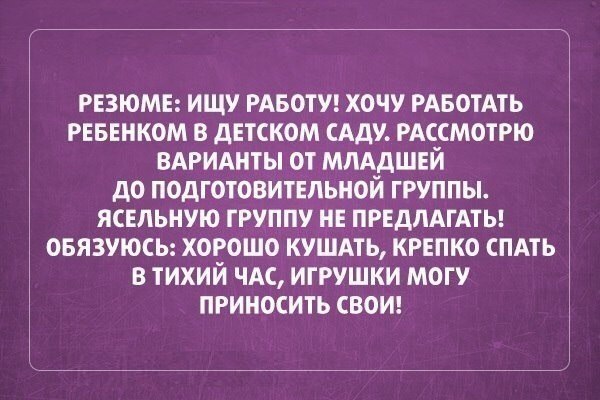 РЕЗЮМЕ: ИЩУ РАБОТУ! ХОЧУ РАБОТАТЬ
РЕБЕНКОМ В ДЕТСКОМ САДУ. РАССМОТРЮ
ВАРИАНТЫ ОТ МЛАДШЕЙ
ДО ПОДГОТОВИТЕЛЬНОЙ ГРУППЫ.
ЯСЕЛЬНУЮ ГРУППУ НЕ ПРЕДЛАГАТЬ!
ОБЯЗУЮСЬ: ХОРОШО КУШАТЬ, КРЕПКО СПАТЬ
В ТИХИЙ ЧАС, ИГРУШКИ МОГУ
ПРИНОСИТЬ СВОИ!